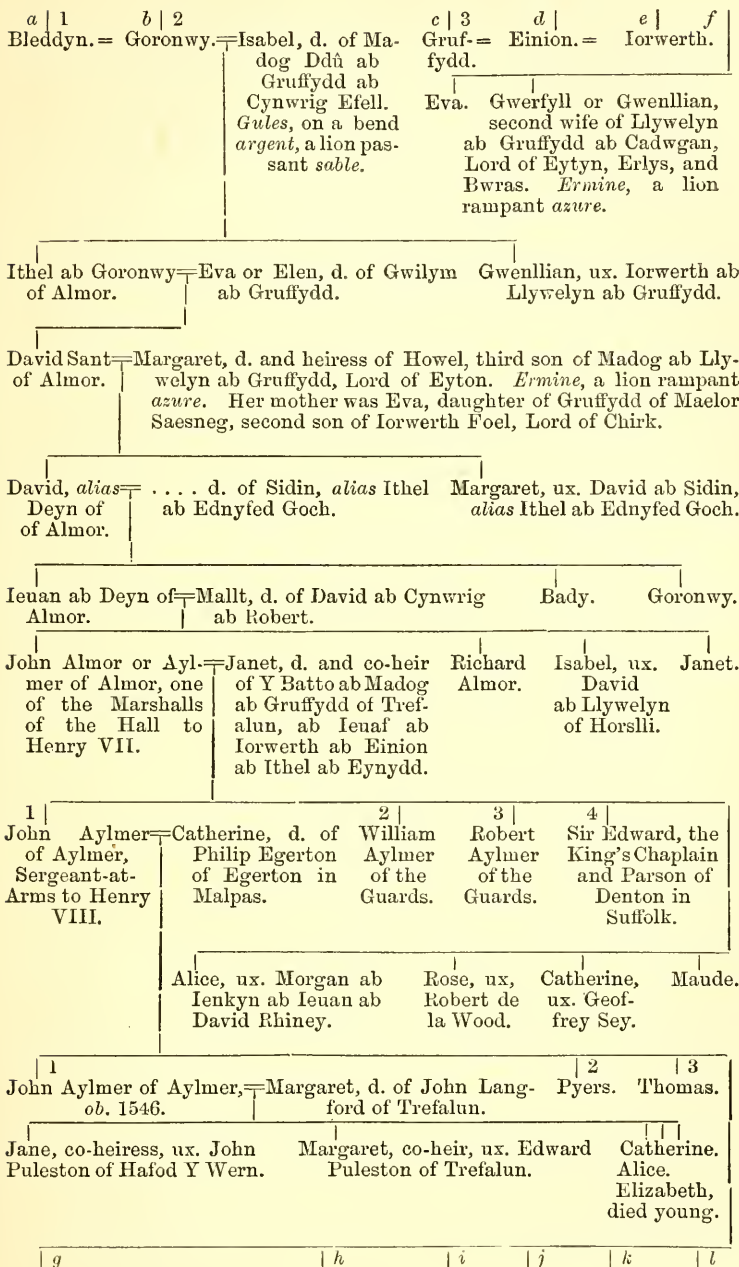 a | 1 b | 2 c | 3 d | e | f
Bleddyn. = Goronwy.=Isabel, d. of Ma- Gruf-= Einion. = Iorwerth.
dog Ddû ab fydd.
Gruffydd ab
Cynwrig Efell. Eva. Gwerfyll or Gwenllian,
Gules, on a bend second wife of Llywelyn
argent, a lion pas- ab Gruffydd ab Cadwgan,
sant sable. Lord of Eytyn, Erlys, and
Bwras. Ermine, a lion
rampant azure.
Ithel ab Goronwy=Eva or Elen, d. of Gwilym Gwenllian, ux. Iorwerth ab
of Almor. ab Gruffydd. Llywelyn ab Gruffydd.
David Sant=Margaret, d. and heiress of Howel, third son of Madog ab Lly-
of Almor. welyn ab Gruffydd, Lord of Eyton. Ermine, a lion rampant
azure. Her mother was Eva, daughter of Gruffydd of Maelor
Saesneg, second son of Iorwerth Foel, Lord of Chirk.
David, alias= . . . . d. of Sidin, alias Ithel Margaret, ux. David ab Sidin,
Deyn of ab Ednyfed Goch. alias Ithel ab Ednyfed Goch.
of Almor.
Ieuan ab Deyn of=Mallt, d. of David ab Cynwrig Bady. Goronwy.
Almor. ab Robert.
John Almor or Ayl-=Janet, d. and co-heir Richard Isabel, ux. Janet.
mer of Almor, one of Y Batto ab Madog Almor. David
of the Marshalls ab Gruffydd of Tref- ab Llywelyn
of the Hall to alun, ab Ieuaf ab of Horslli.
Henry VII. Iorwerth ab Einion
ab Ithel ab Eynydd.
1 | 2 | 3 | 4 |
John Aylmer=Catherine, d. of William Robert Sir Edward, the
of Aylmer, Philip Egerton Aylmer Aylmer King's Chaplain
Sergeant-at- of Egerton in of the of the and Parson of
Arms to Henry Malpas. Guards. Guards. Denton in
VIII. Suffolk.
Alice, ux. Morgan ab Rose, ux, Catherine, Maude.
Ienkyn ab Ieuan ab Robert de ux. Geof-
David Rhiney. la Wood. frey Sey.
| 1 | 2 | 3
John Aylmer of Aylmer,=Margaret, d. of John Lang- Pyers. Thomas.
ob. 1546. ford of Trefalun.
Jane, co-heiress, ux. John Margaret, co-heir, ux. Edward Catherine.
Puleston of Hafod Y Wern. Puleston of Trefalun. Alice.
Elizabeth,
died young.
| g | h | i | j | k | l